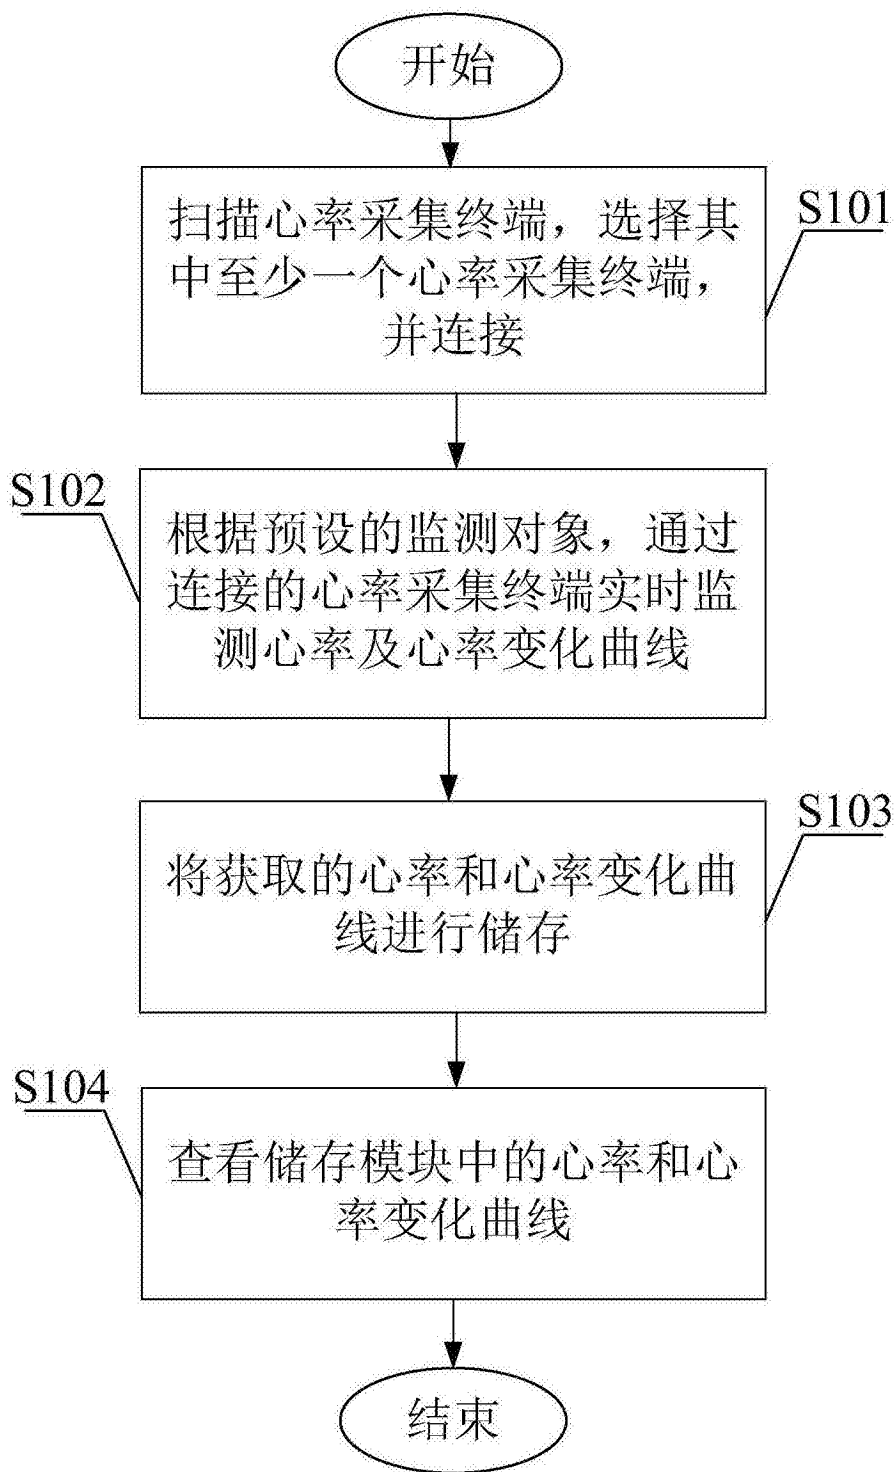 开始
S101
扫描心率采集终端，选择其
中至少一个心率采集终端，
并连接
S102
根据预设的监测对象，通过
连接的心率采集终端实时监
测心率及心率变化曲线
S103
将获取的心率和心率变化曲
线进行储存
S104
查看储存模块中的心率和心
率变化曲线
结束